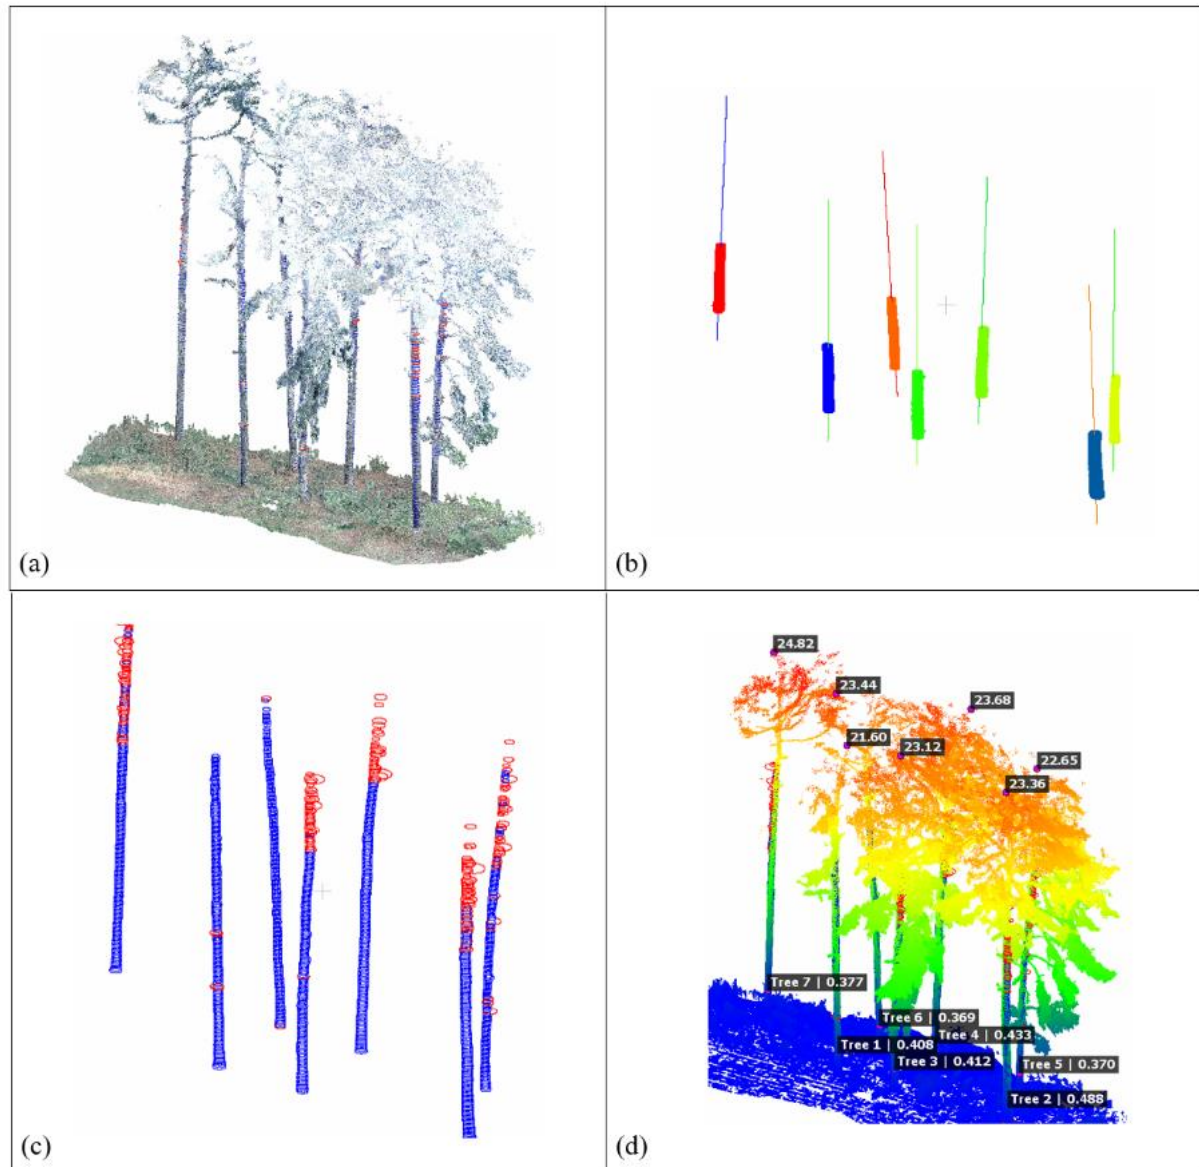 (a)
(b)
(c)
24.82
23.44
23.68
21.60
23.12
22.65
23.36
Tree 7 | 0.377
Tree 6 | 0.369
Tree 4 | 0.433
Tree 1 | 0.408
Tree 3 | 0.412
Tree 5 | 0.370
Tree 2 | 0.488
(d)